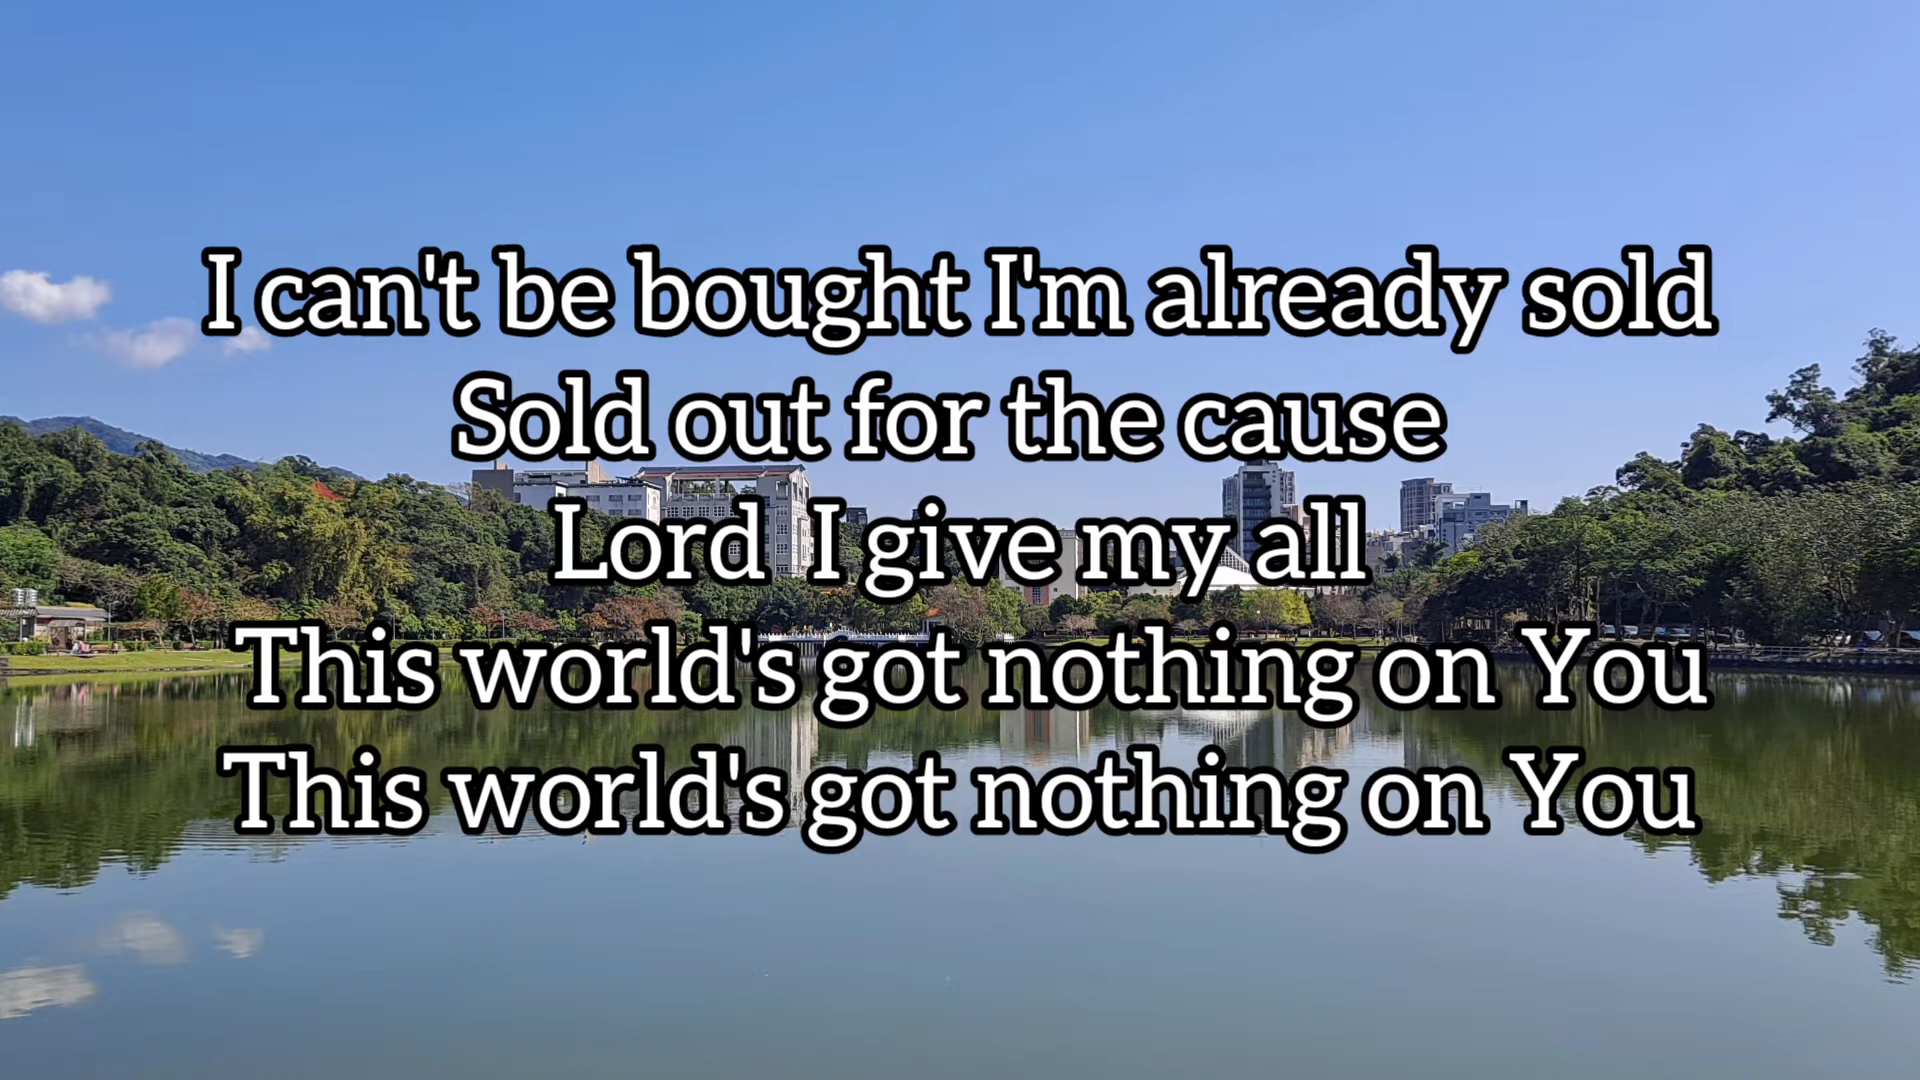 I can't be bought I'm already sold
Sold out for the cause
Lord I give my all
This world's got nothing on You
This world's got nothing on You